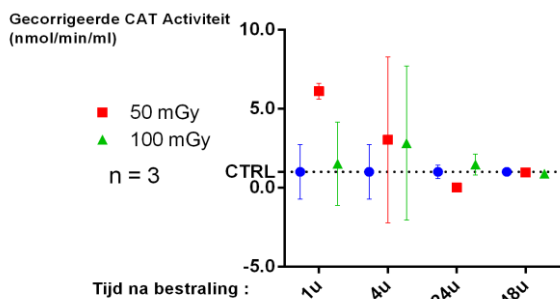 Gecorrigeerde CAT Activiteit
(nmol/min/ml)
10.0
50 mGy
5.0
100 mGy
CTRL
n = 3
0.0
-5.0
Tijd na bestraling :
1u
4u
24u
48u